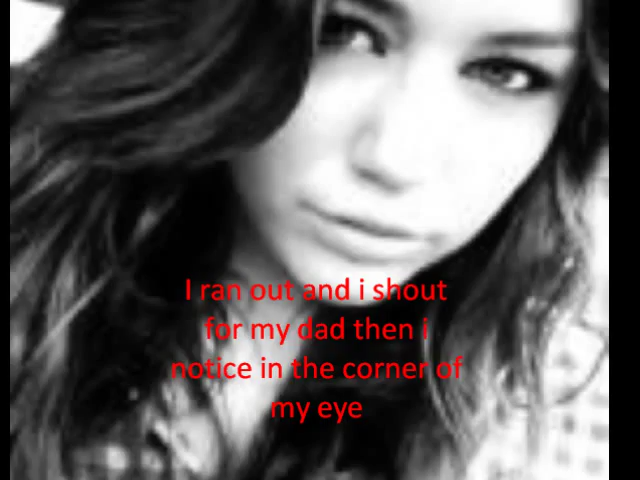 I ran out and i shout
for my dad then i
notice in the corner of
my eye